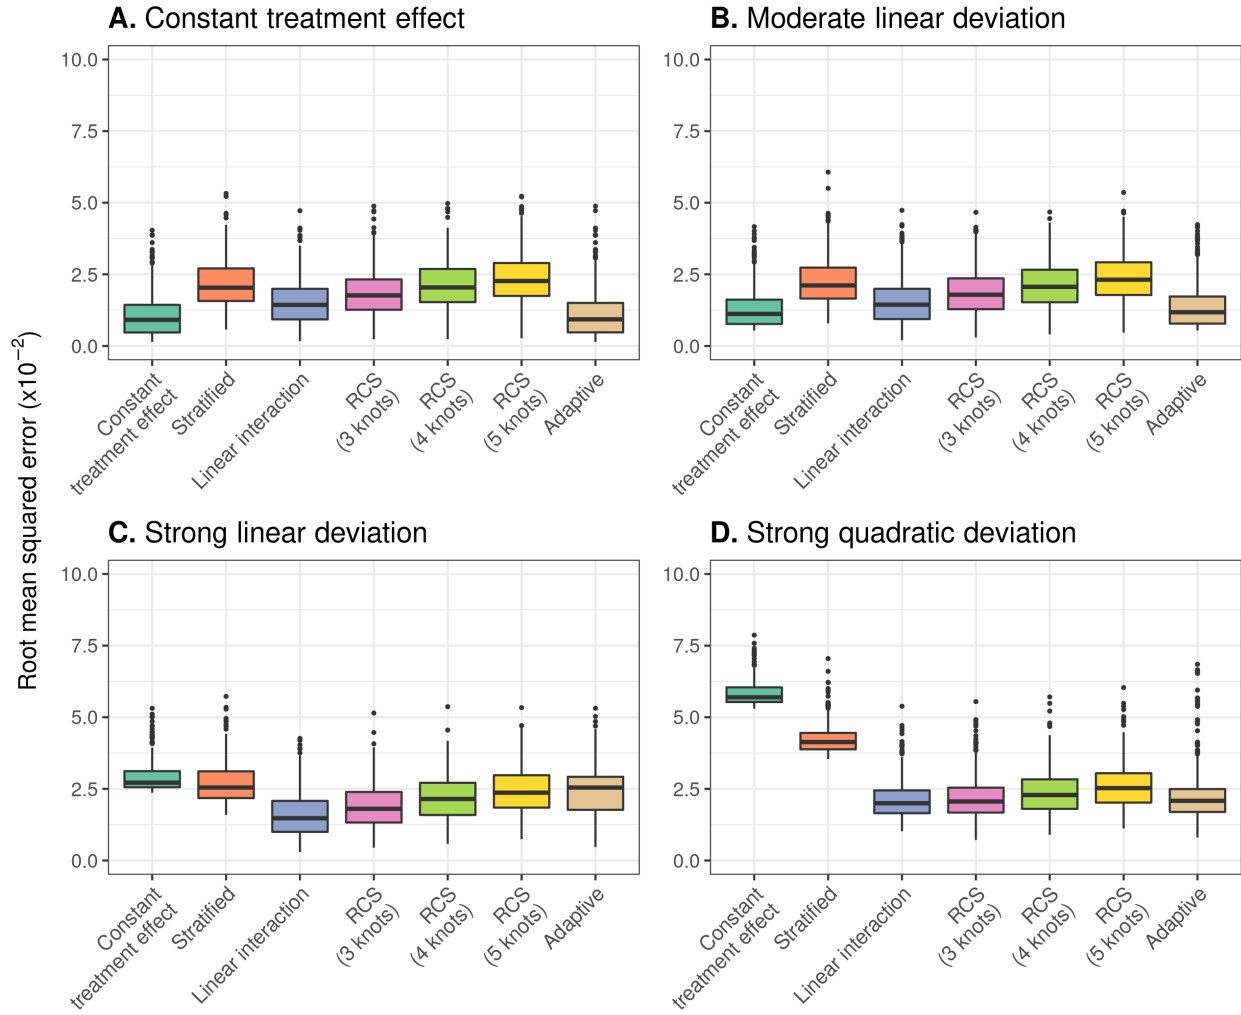 A. Constant treatment effect
10.0
7.5
5.0
2.5
0.0
Constant
treatment effect
Stratified
Linear interaction
RCS
(3 knots)
RCS
(4 knots)
RCS
(5 knots)
Adaptive
B. Moderate linear deviation
10.0
7.5
5.0
2.5
0.0
Constant
treatment effect
Stratified
Linear interaction
RCS
(3 knots)
RCS
(4 knots)
RCS
(5 knots)
Adaptive
Root mean squared error (x10⁻²)
C. Strong linear deviation
10.0
7.5
5.0
2.5
0.0
Constant
treatment effect
Stratified
Linear interaction
RCS
(3 knots)
RCS
(4 knots)
RCS
(5 knots)
Adaptive
D. Strong quadratic deviation
10.0
7.5
5.0
2.5
0.0
Constant
treatment effect
Stratified
Linear interaction
RCS
(3 knots)
RCS
(4 knots)
RCS
(5 knots)
Adaptive